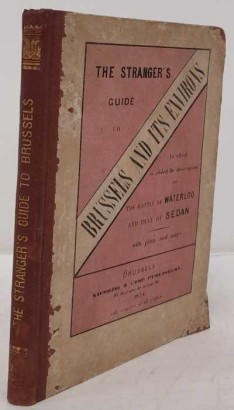 THE STRANGER'S GUIDE TO BRUSSELS
THE STRANGER'S
GUIDE
TO
BRUSSELS AND ITS ENVIRONS
In which
is added the description
OF
THE BATTLE OF WATERLOO
AND THAT OF SEDAN
with plans and maps
BRUSSELS
1874